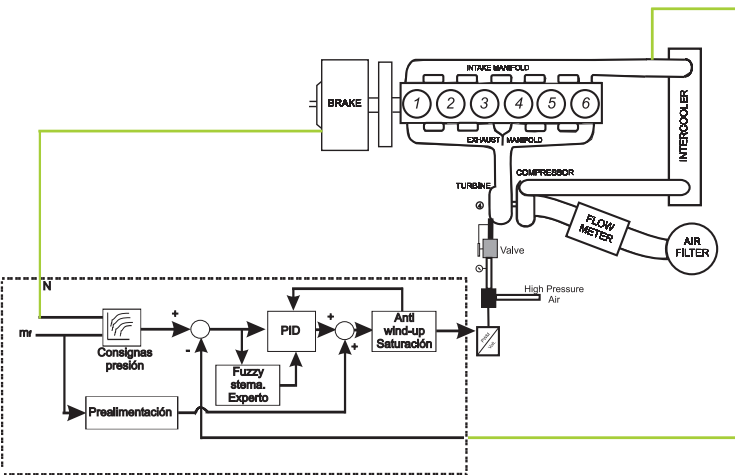 INTAKE MANIFOLD
BRAKE
1 2 3 4 5 6
EXHAUST MANIFOLD
INTERCOOLER
COMPRESSOR
TURBINE
FLOW
METER
AIR
FILTER
Valve
High Pressure
Air
N
mf
Consignas
presión
+
-
PID
+
+
Anti
wind-up
Saturación
Fuzzy
stema.
Experto
Prealimentación